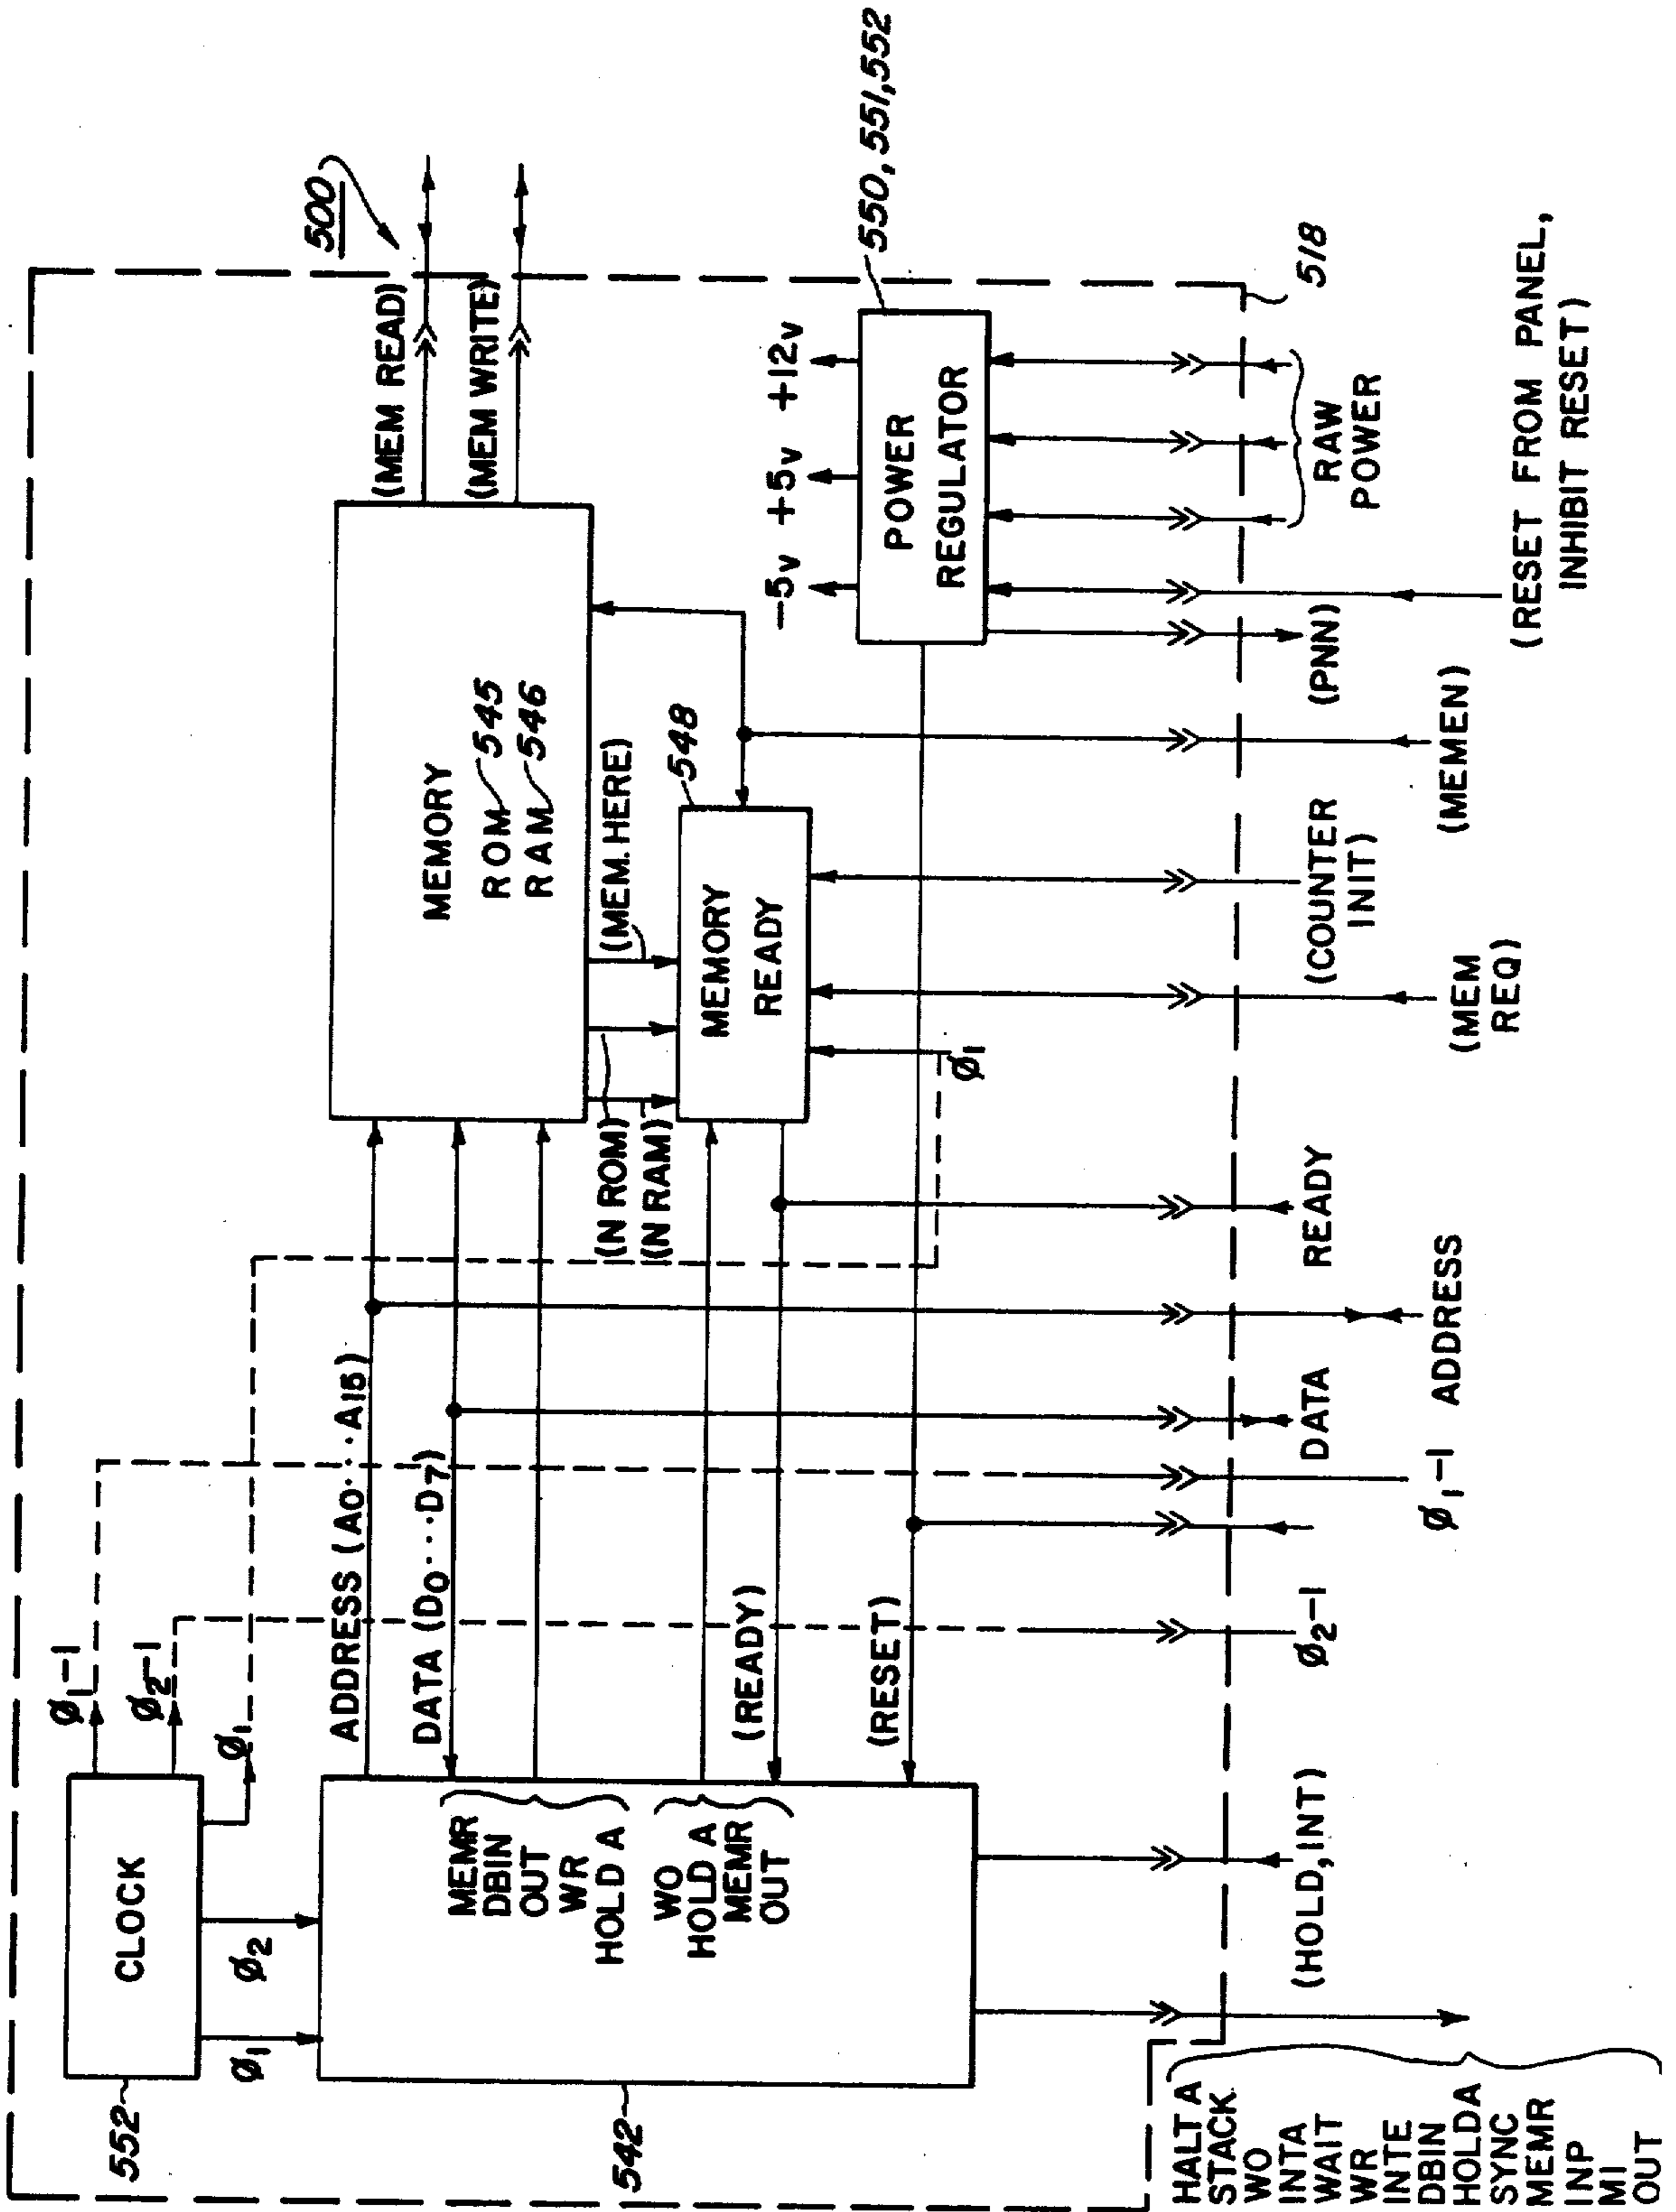 552
CLOCK
Ø1-1
Ø2-1
Ø1
Ø1
Ø2
542
ADDRESS (A0···A15)
DATA (D0···D7)
MEMR
DBIN
OUT
WR
HOLD A
WO
HOLD A
MEMR
OUT
(READY)
(RESET)
MEMORY
ROM 545
RAM 546
(MEM READ)
(MEM WRITE)
500
(N ROM)
(N RAM)
(MEM. HERE)
548
MEMORY
READY
Ø1
-5v +5v +12v
POWER
REGULATOR
550, 551, 552
518
HALT A
STACK
WO
INTA
WAIT
WR
INTE
DBIN
HOLDA
SYNC
MEMR
INP
MI
OUT
(HOLD, INT)
Ø2-1
Ø1-1
DATA
ADDRESS
READY
(MEM
REQ)
(COUNTER
INIT)
(MEMEN)
(PNN)
RAW
POWER
(RESET FROM PANEL,
INHIBIT RESET)